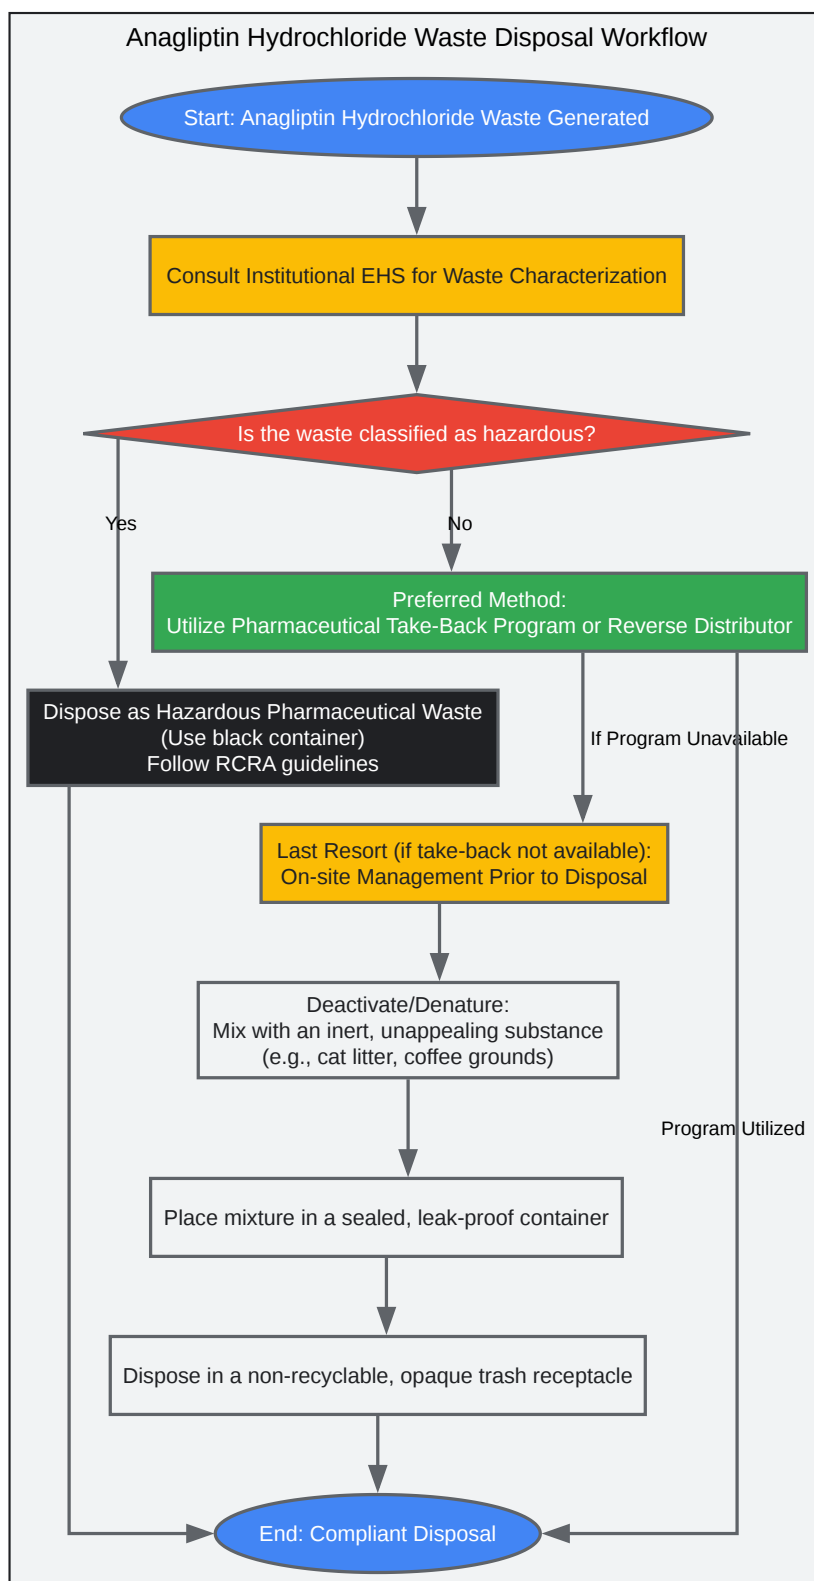 Anagliptin Hydrochloride Waste Disposal Workflow
Start: Anagliptin Hydrochloride Waste Generated
Consult Institutional EHS for Waste Characterization
Is the waste classified as hazardous?
Yes
No
Preferred Method:
Utilize Pharmaceutical Take-Back Program or Reverse Distributor
Dispose as Hazardous Pharmaceutical Waste
(Use black container)
Follow RCRA guidelines
If Program Unavailable
Last Resort (if take-back not available):
On-site Management Prior to Disposal
Deactivate/Denature:
Mix with an inert, unappealing substance
(e.g., cat litter, coffee grounds)
Program Utilized
Place mixture in a sealed, leak-proof container
Dispose in a non-recyclable, opaque trash receptacle
End: Compliant Disposal